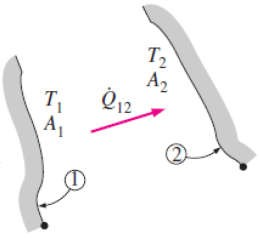 T₂
A₂
T₁
A₁
Q̇₁₂
②
①